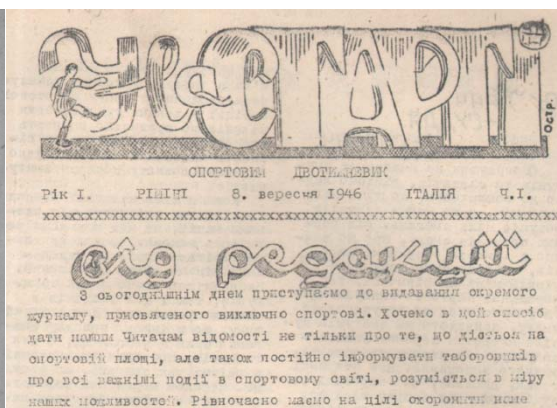 На СТАРТ
Остр.
СПОРТОВИЙ ДВОТИЖНЕВИК
Рік I. РІМІНІ 8. вересня 1946 ІТАЛІЯ Ч.I.
від редакції
З сьогоднішнім днем приступаємо до видавання окремого
журналу, присвяченого виключно спортові. Хочемо в цей спосіб
дати нашим Читачам відомості не тільки про те, що діється на
спортовій площі, але також постійно інформувати таборовиків
про всі важніші події в спортовому світі, розуміється в міру
наших можливостей. Рівночасно маємо на цілі охоронити наше